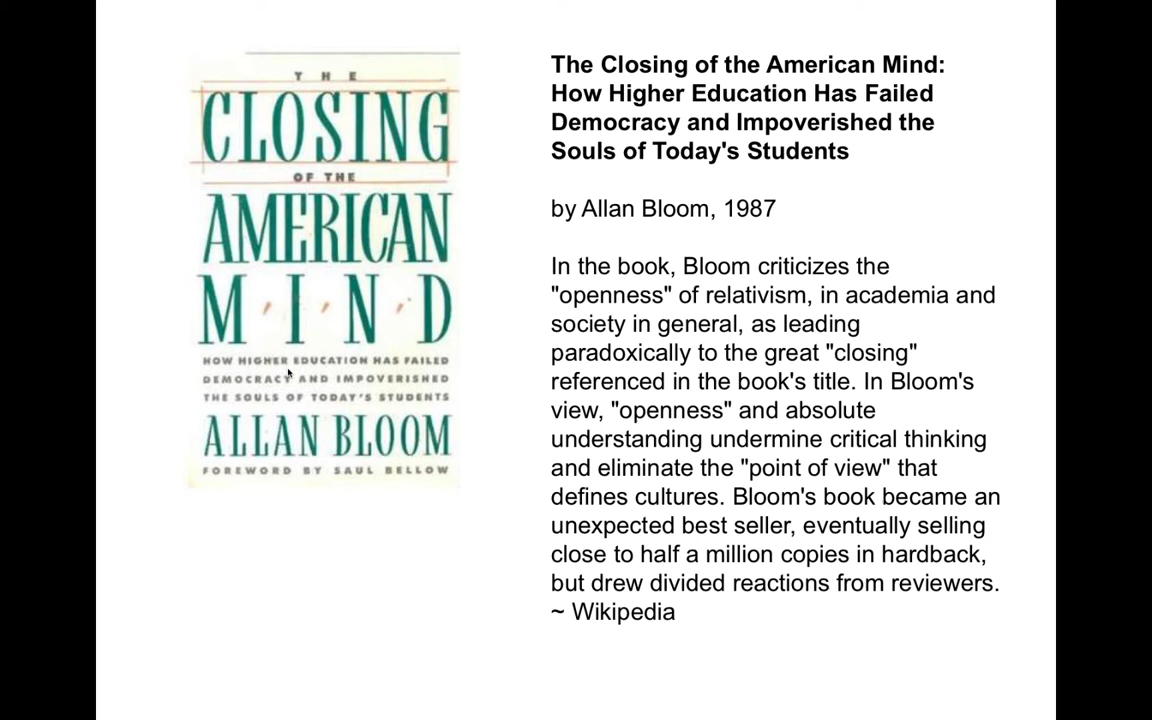 THE
CLOSING
OF THE
AMERICAN
M'I'N'D
HOW HIGHER EDUCATION HAS FAILED
DEMOCRACY AND IMPOVERISHED
THE SOULS OF TODAY'S STUDENTS
ALLAN BLOOM
FOREWORD BY SAUL BELLOW
The Closing of the American Mind:
How Higher Education Has Failed
Democracy and Impoverished the
Souls of Today's Students
by Allan Bloom, 1987
In the book, Bloom criticizes the
"openness" of relativism, in academia and
society in general, as leading
paradoxically to the great "closing"
referenced in the book's title. In Bloom's
view, "openness" and absolute
understanding undermine critical thinking
and eliminate the "point of view" that
defines cultures. Bloom's book became an
unexpected best seller, eventually selling
close to half a million copies in hardback,
but drew divided reactions from reviewers.
~ Wikipedia